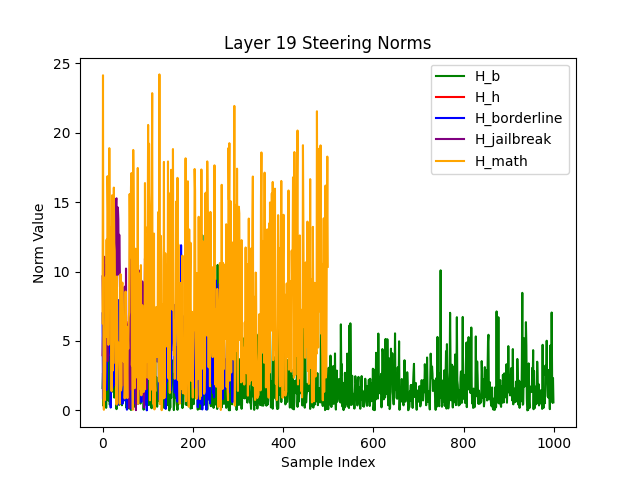 Layer 19 Steering Norms
Norm Value
25
20
15
10
5
0
H_b
H_h
H_borderline
H_jailbreak
H_math
0 200 400 600 800 1000
Sample Index